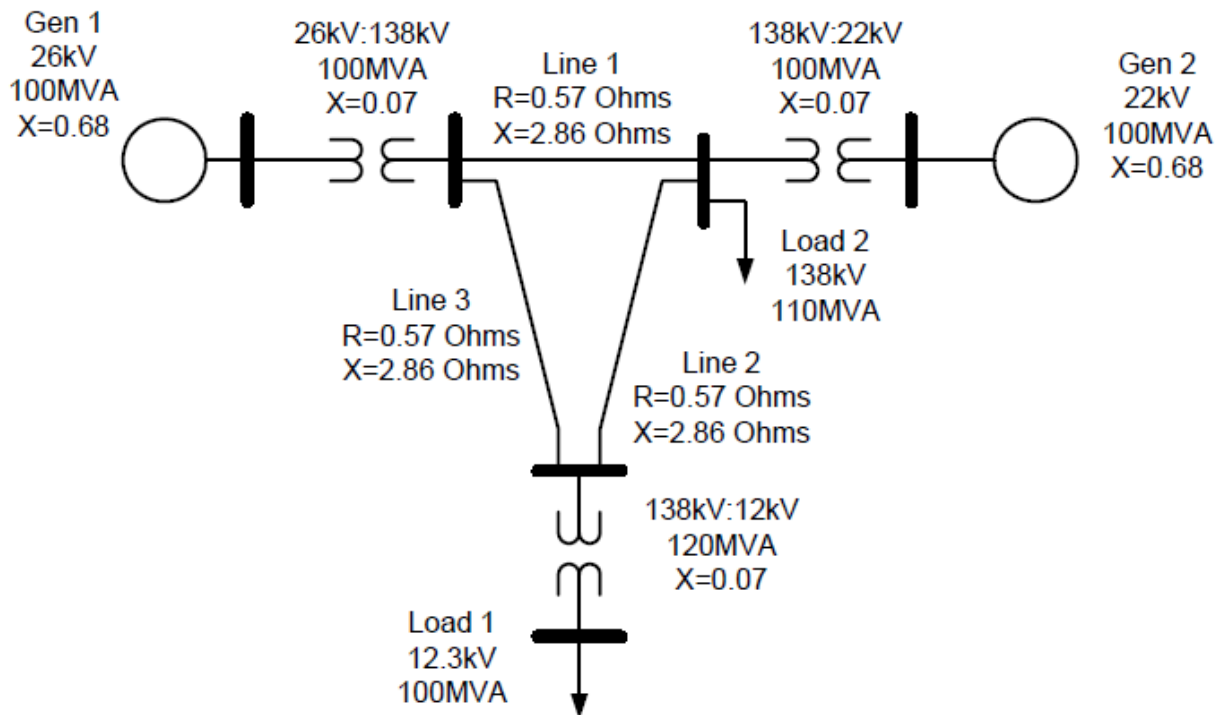 Gen 1
26kV
100MVA
X=0.68
26kV:138kV
100MVA
X=0.07
Line 1
R=0.57 Ohms
X=2.86 Ohms
138kV:22kV
100MVA
X=0.07
Gen 2
22kV
100MVA
X=0.68
Load 2
138kV
110MVA
Line 3
R=0.57 Ohms
X=2.86 Ohms
Line 2
R=0.57 Ohms
X=2.86 Ohms
138kV:12kV
120MVA
X=0.07
Load 1
12.3kV
100MVA